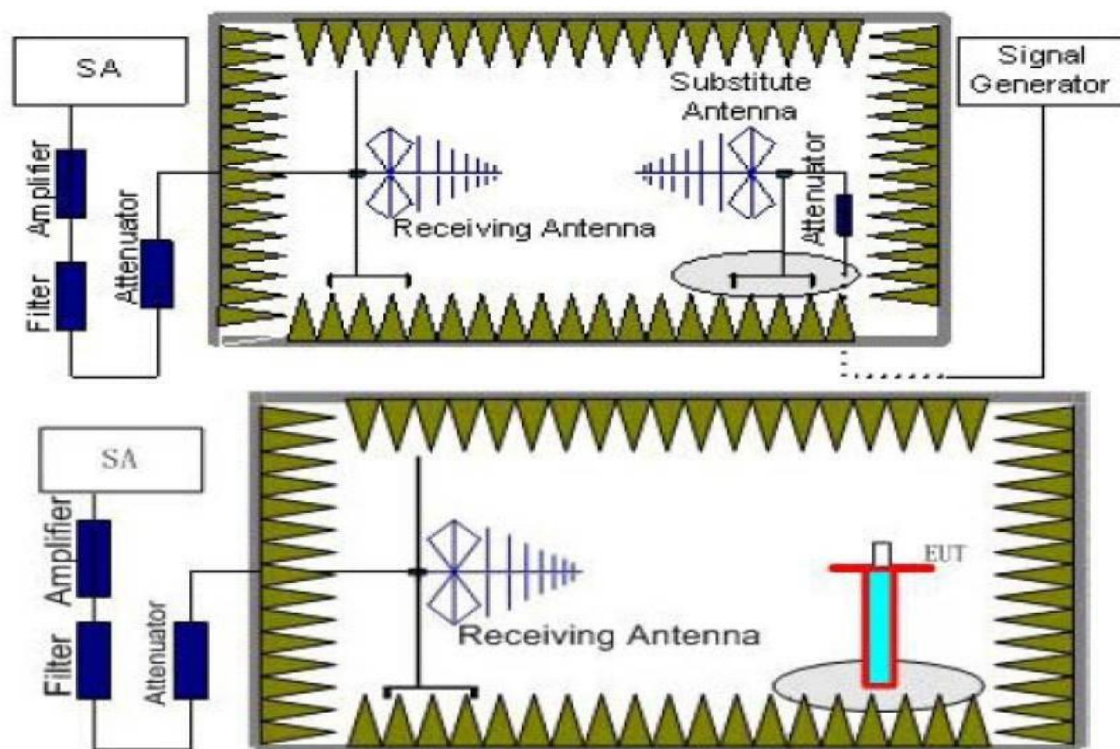 SA
Signal
Generator
Substitute
Antenna
Amplifier
Attenuator
Attenuator
Receiving Antenna
Filter
SA
Amplifier
EUT
Attenuator
Receiving Antenna
Filter